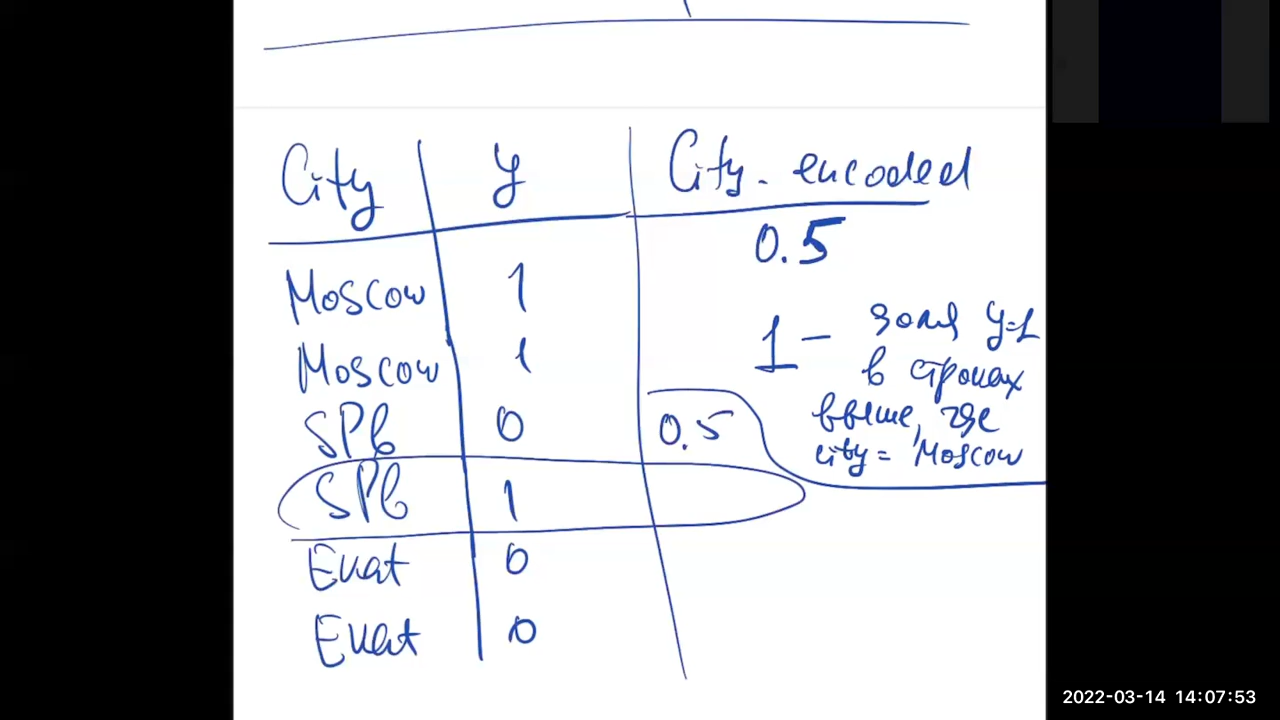 City y City_encoded
0.5
Moscow 1
1 - доля y=1
Moscow 1
в строках
выше, где
SPb 0 0.5
city = Moscow
SPb 1
Ekat 0
Ekat 0
2022-03-14 14:07:53